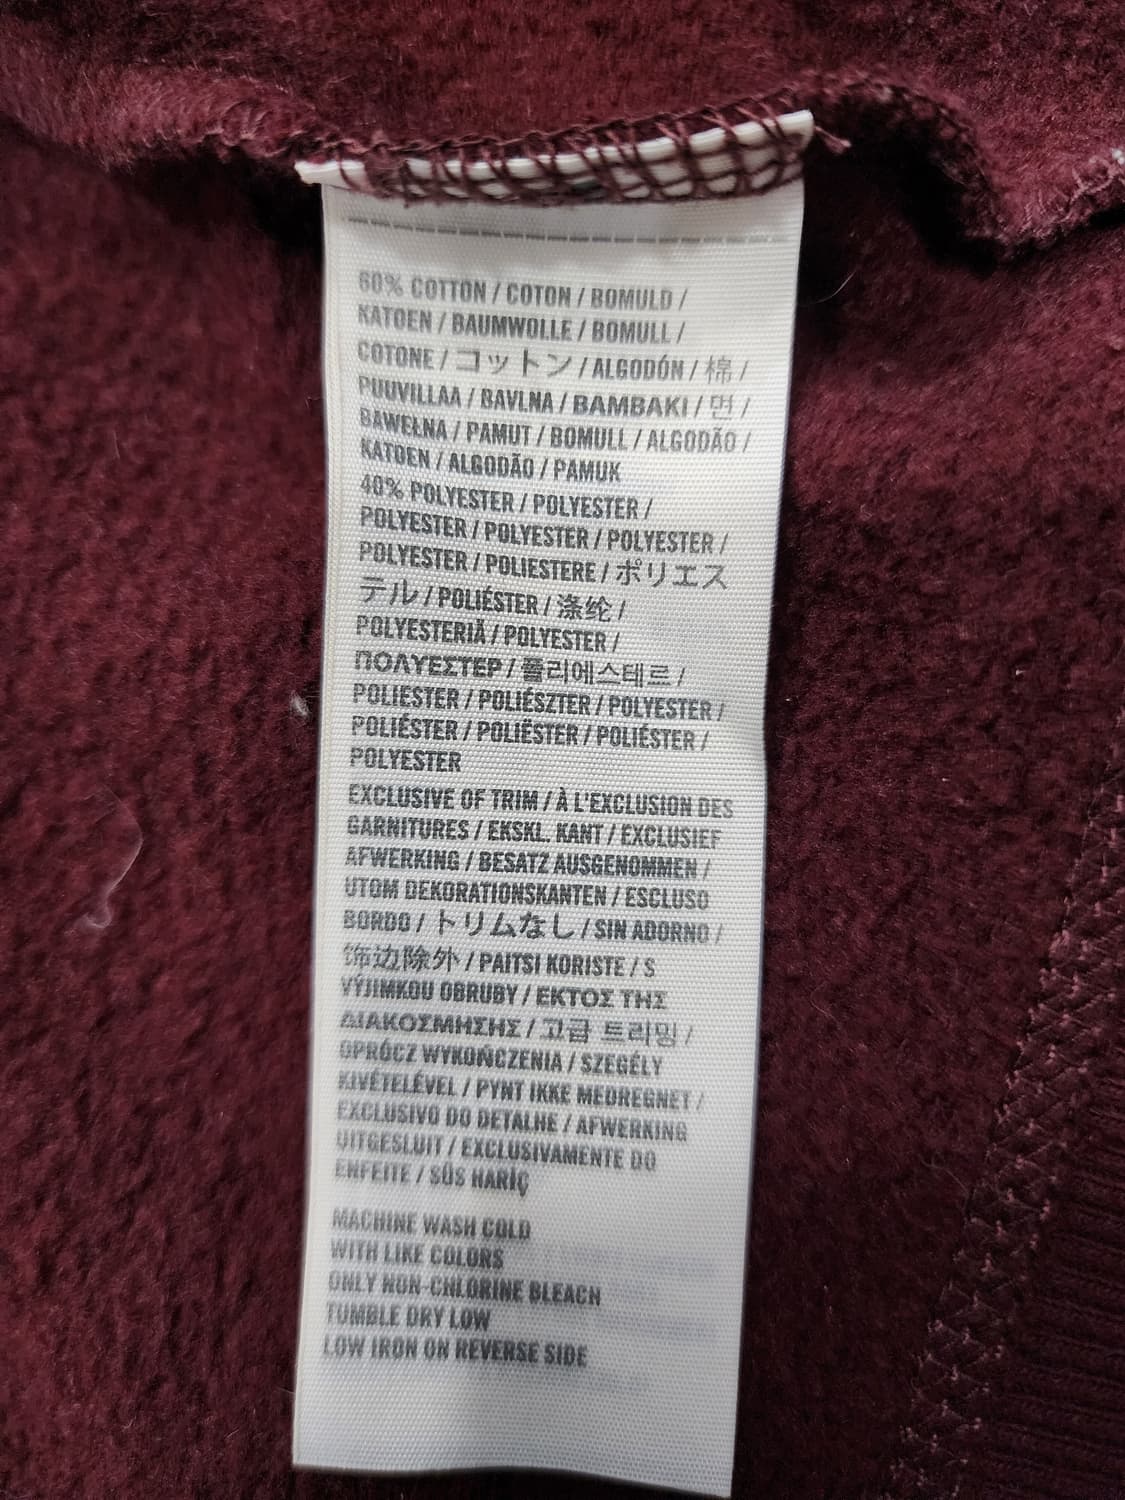 60% COTTON / COTON / BOMULD /
KATOEN / BAUMWOLLE / BOMULL /
COTONE / コットン / ALGODÓN / 棉 /
PUUVILLAA / BAVLNA / BAMBAKI / 면 /
BAWEŁNA / PAMUT / BOMULL / ALGODÃO /
KATOEN / ALGODÃO / PAMUK
40% POLYESTER / POLYESTER /
POLYESTER / POLYESTER / POLYESTER /
POLYESTER / POLIESTERE / ポリエス
テル / POLIÉSTER / 涤纶 /
POLYESTERIÄ / POLYESTER /
ΠΟΛΥΕΣΤΕΡ / 폴리에스테르 /
POLIESTER / POLIÉSZTER / POLYESTER /
POLIÉSTER / POLIËSTER / POLIÉSTER /
POLYESTER
EXCLUSIVE OF TRIM / À L'EXCLUSION DES
GARNITURES / EKSKL. KANT / EXCLUSIEF
AFWERKING / BESATZ AUSGENOMMEN /
UTOM DEKORATIONSKANTEN / ESCLUSO
BORDO / トリムなし / SIN ADORNO /
饰边除外 / PAITSI KORISTE / S
VÝJIMKOU OBRUBY / ΕΚΤΟΣ ΤΗΣ
ΔΙΑΚΟΣΜΗΣΗΣ / 고급 트리밍 /
OPRÓCZ WYKOŃCZENIA / SZEGÉLY
KIVÉTELÉVEL / PYNT IKKE MEDREGNET /
EXCLUSIVO DO DETALHE / AFWERKING
UITGESLUIT / EXCLUSIVAMENTE DO
ENFEITE / SÜS HARİÇ
MACHINE WASH COLD
WITH LIKE COLORS
ONLY NON-CHLORINE BLEACH
TUMBLE DRY LOW
LOW IRON ON REVERSE SIDE